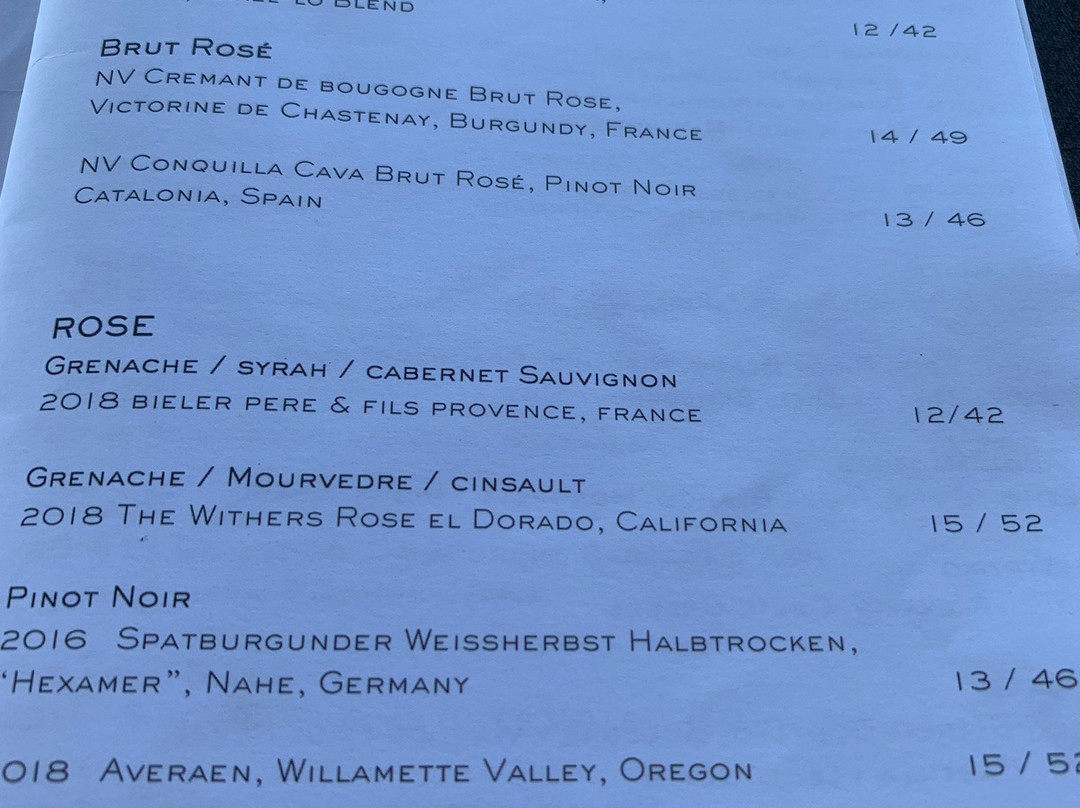 BLEND
12 /42
BRUT ROSÉ
NV CREMANT DE BOUGOGNE BRUT ROSE,
VICTORINE DE CHASTENAY, BURGUNDY, FRANCE
14 / 49
NV CONQUILLA CAVA BRUT ROSÉ, PINOT NOIR
CATALONIA, SPAIN
13 / 46
ROSE
GRENACHE / SYRAH / CABERNET SAUVIGNON
2018 BIELER PERE & FILS PROVENCE, FRANCE 12/42
GRENACHE / MOURVEDRE / CINSAULT
2018 THE WITHERS ROSE EL DORADO, CALIFORNIA 15 / 52
PINOT NOIR
2016 SPATBURGUNDER WEISSHERBST HALBTROCKEN,
“HEXAMER”, NAHE, GERMANY 13 / 46
018 AVERAEN, WILLAMETTE VALLEY, OREGON 15 / 52